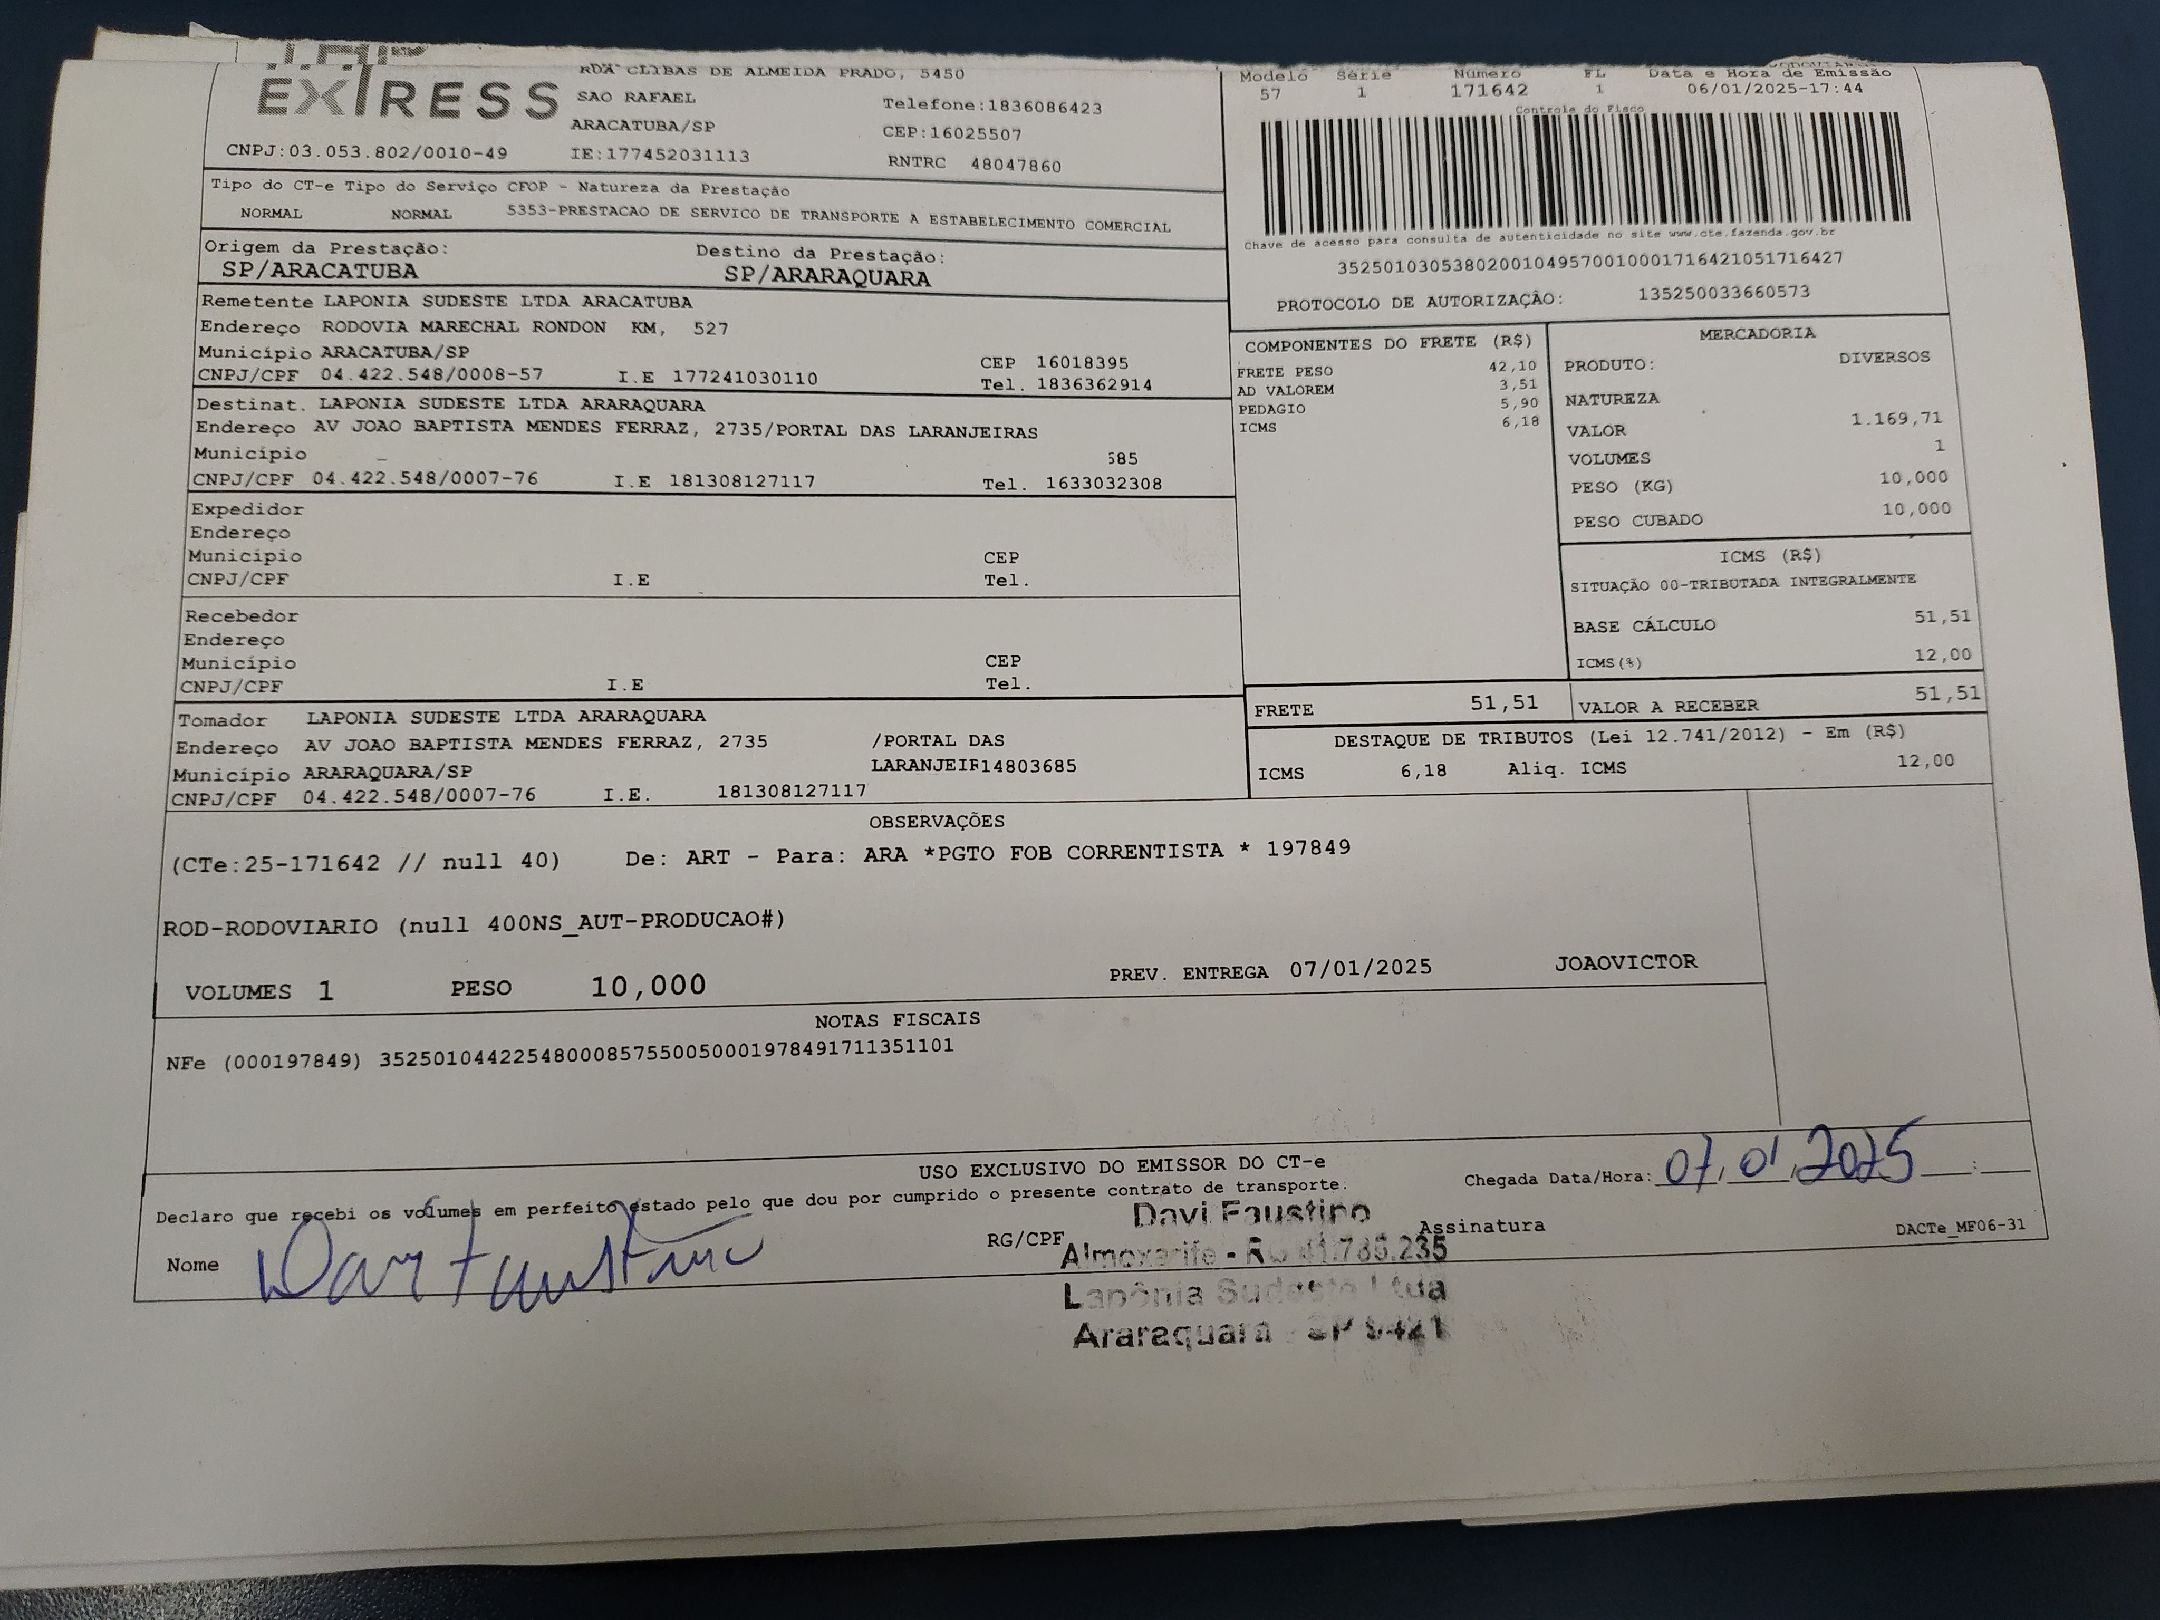 EXPRESS
RUA CLIBAS DE ALMEIDA PRADO, 5450
SAO RAFAEL
Telefone:1836086423
ARACATUBA/SP
CEP:16025507
CNPJ:03.053.802/0010-49 IE:177452031113
RNTRC 48047860
Modelo Série Número FL Data e Hora de Emissão
57 1 171642 1 06/01/2025-17:44
Controle do Fisco
Chave de acesso para consulta de autenticidade no site www.cte.fazenda.gov.br
35250103053802001049570010001716421051716427
PROTOCOLO DE AUTORIZAÇÃO: 135250033660573
Tipo do CT-e Tipo do Serviço CFOP - Natureza da Prestação
NORMAL NORMAL 5353-PRESTACAO DE SERVICO DE TRANSPORTE A ESTABELECIMENTO COMERCIAL
Origem da Prestação: Destino da Prestação:
SP/ARACATUBA SP/ARARAQUARA
Remetente LAPONIA SUDESTE LTDA ARACATUBA
Endereço RODOVIA MARECHAL RONDON KM, 527
Município ARACATUBA/SP CEP 16018395
CNPJ/CPF 04.422.548/0008-57 I.E 177241030110 Tel. 1836362914
Destinat. LAPONIA SUDESTE LTDA ARARAQUARA
Endereço AV JOAO BAPTISTA MENDES FERRAZ, 2735/PORTAL DAS LARANJEIRAS
Município 585
CNPJ/CPF 04.422.548/0007-76 I.E 181308127117 Tel. 1633032308
Expedidor
Endereço
Município CEP
CNPJ/CPF I.E Tel.
Recebedor
Endereço
Município CEP
CNPJ/CPF I.E Tel.
Tomador LAPONIA SUDESTE LTDA ARARAQUARA
Endereço AV JOAO BAPTISTA MENDES FERRAZ, 2735 /PORTAL DAS
Município ARARAQUARA/SP LARANJEIR14803685
CNPJ/CPF 04.422.548/0007-76 I.E. 181308127117
COMPONENTES DO FRETE (R$)
FRETE PESO 42,10
AD VALOREM 3,51
PEDAGIO 5,90
ICMS 6,18
MERCADORIA
PRODUTO: DIVERSOS
NATUREZA
VALOR 1.169,71
VOLUMES 1
PESO (KG) 10,000
PESO CUBADO 10,000
ICMS (R$)
SITUAÇÃO 00-TRIBUTADA INTEGRALMENTE
BASE CÁLCULO 51,51
ICMS(%) 12,00
FRETE 51,51 VALOR A RECEBER 51,51
DESTAQUE DE TRIBUTOS (Lei 12.741/2012) - Em (R$)
ICMS 6,18 Aliq. ICMS 12,00
OBSERVAÇÕES
(CTe:25-171642 // null 40) De: ART - Para: ARA *PGTO FOB CORRENTISTA * 197849
ROD-RODOVIARIO (null 400NS_AUT-PRODUCAO#)
VOLUMES 1 PESO 10,000 PREV. ENTREGA 07/01/2025 JOAOVICTOR
NOTAS FISCAIS
NFe (000197849) 35250104422548000857550050001978491711351101
USO EXCLUSIVO DO EMISSOR DO CT-e
Declaro que recebi os volumes em perfeito estado pelo que dou por cumprido o presente contrato de transporte.
Chegada Data/Hora: 07,01,2025 :
Nome Davi Faustino RG/CPF Assinatura DACTe_MF06-31
Davi Faustino
Almoxarife -
Lapônia Sudeste Ltda
Araraquara SP